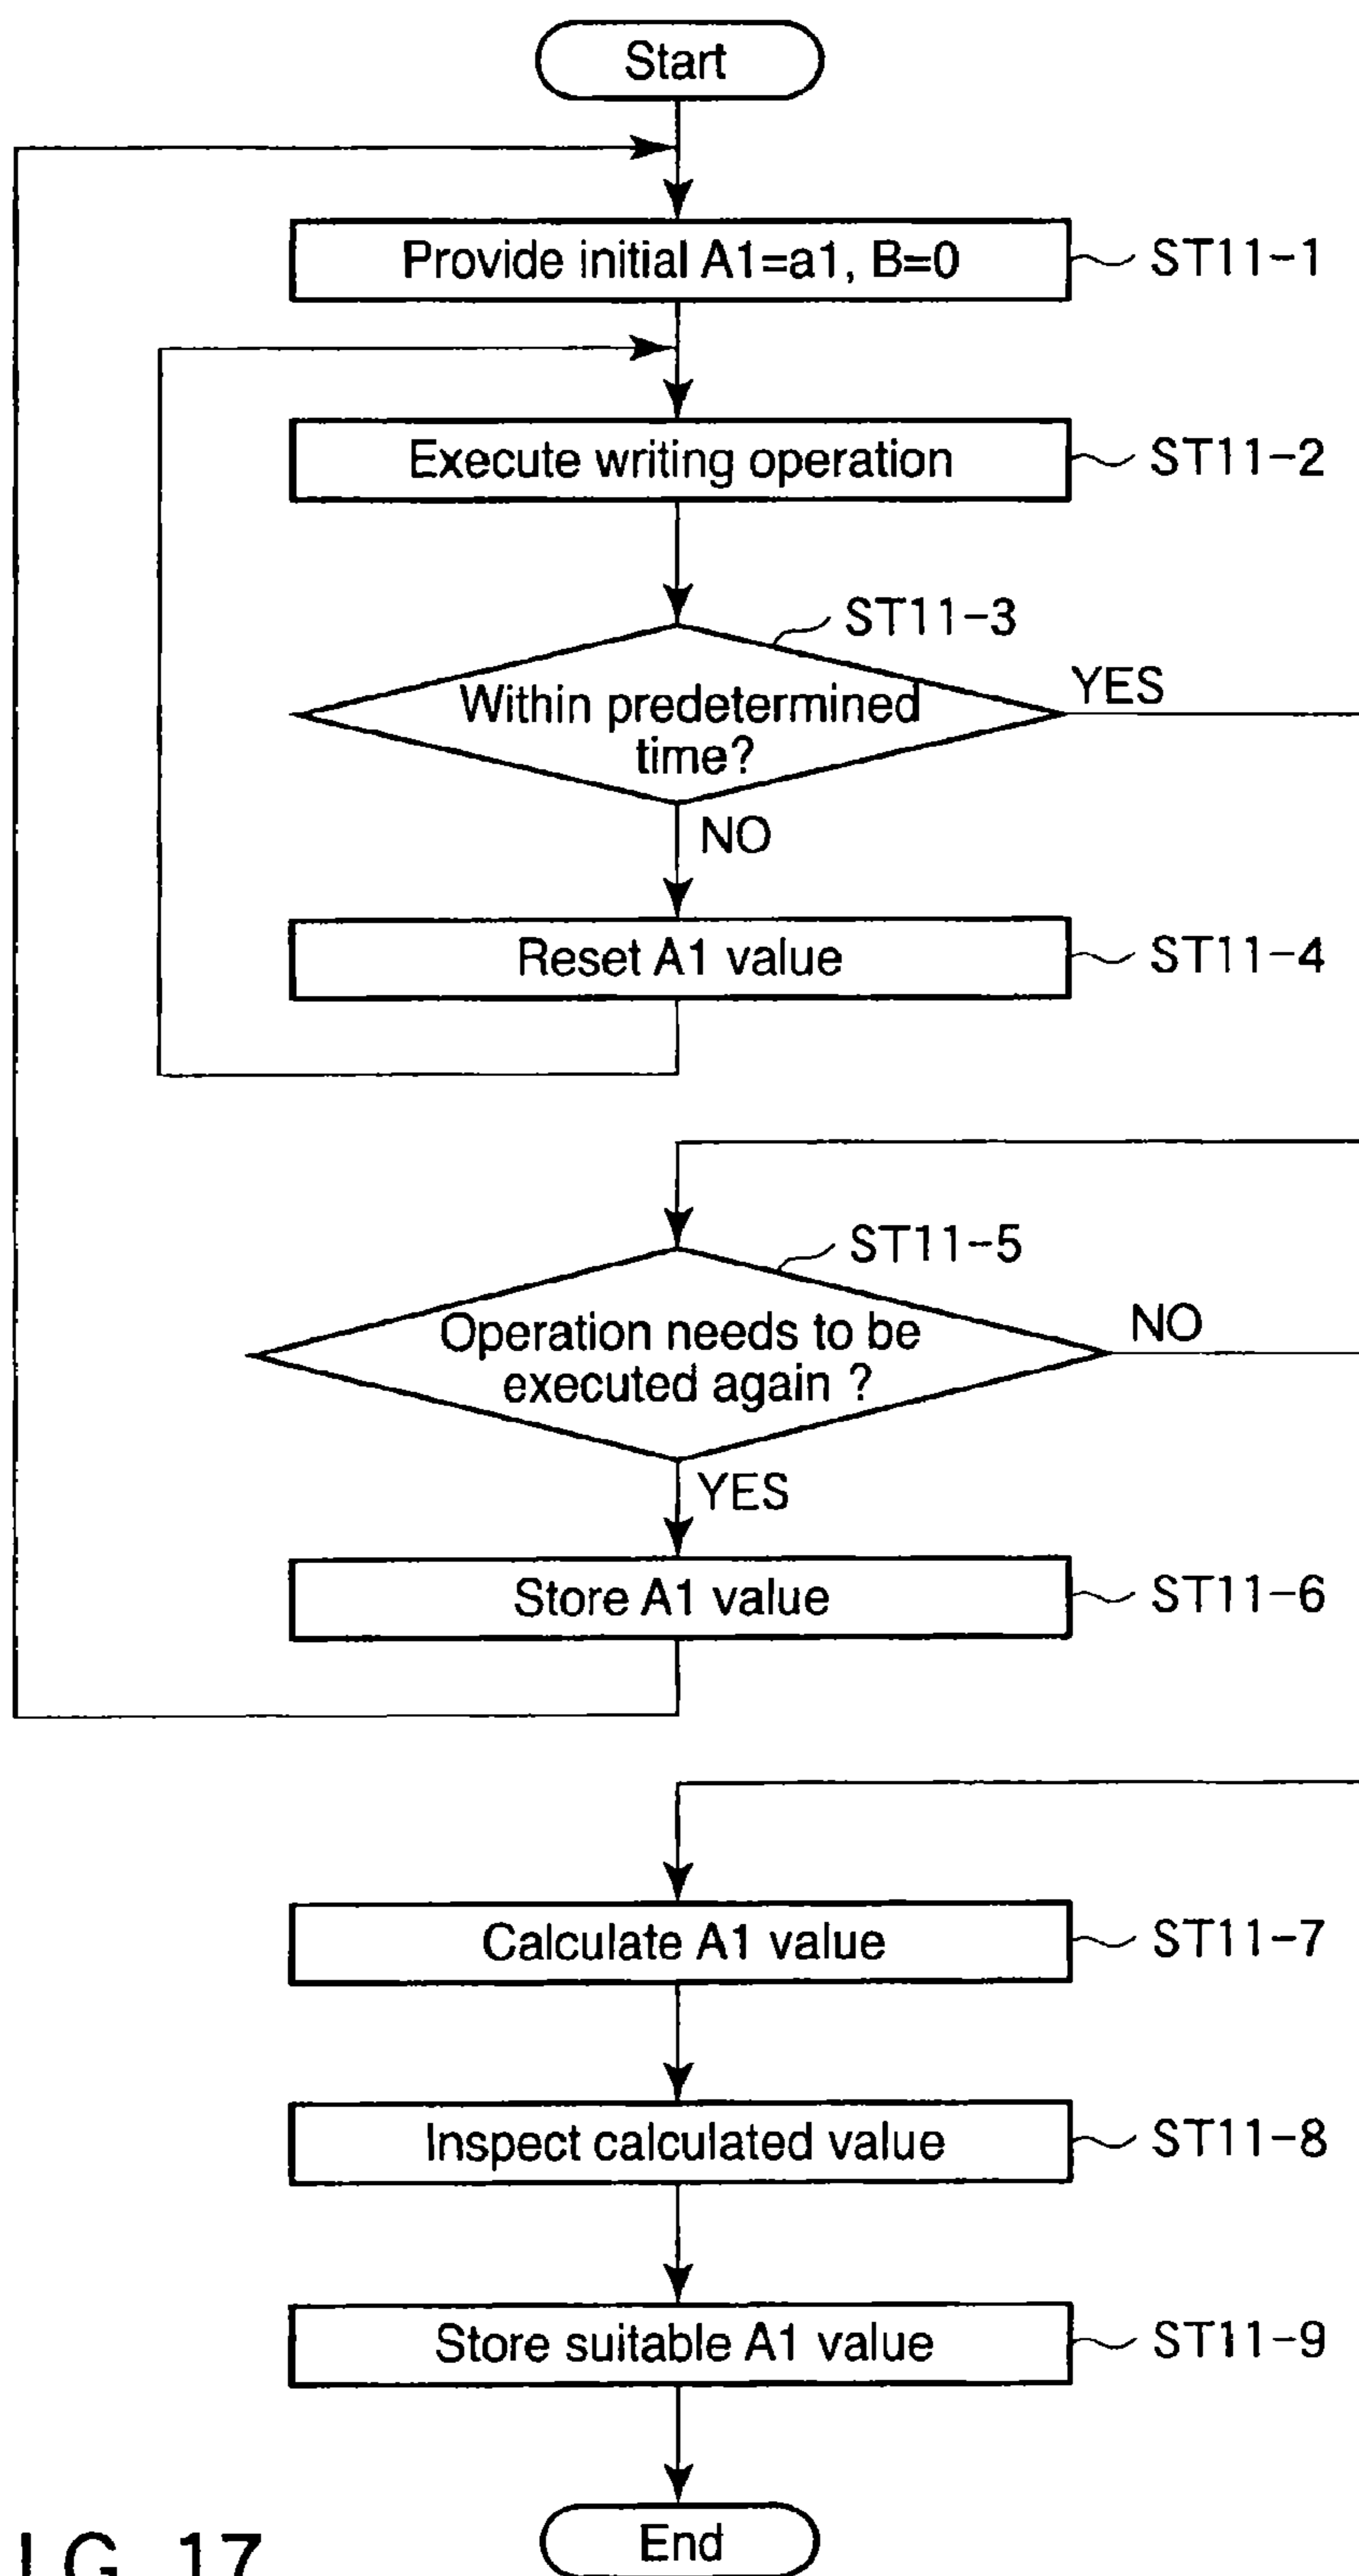 Start
Provide initial A1=a1, B=0
ST11-1
Execute writing operation
ST11-2
ST11-3
Within predetermined
time?
YES
NO
Reset A1 value
ST11-4
ST11-5
Operation needs to be
executed again ?
NO
YES
Store A1 value
ST11-6
Calculate A1 value
ST11-7
Inspect calculated value
ST11-8
Store suitable A1 value
ST11-9
End
IG. 17